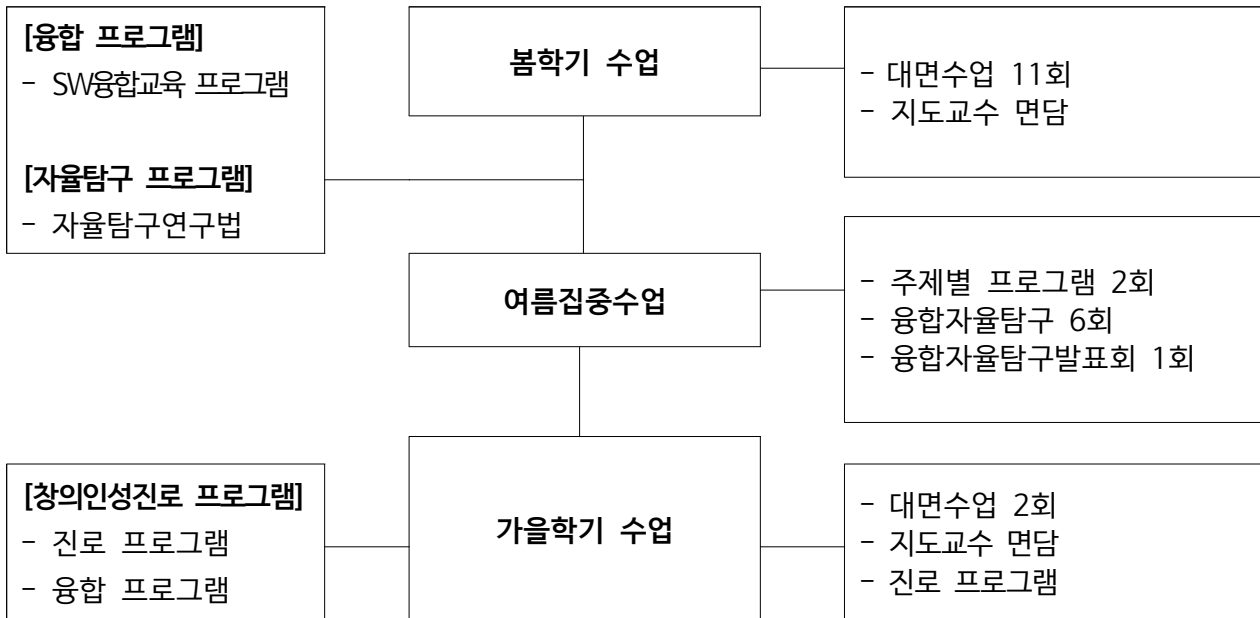 [융합 프로그램]
- SW융합교육 프로그램
[자율탐구 프로그램]
- 자율탐구연구법
봄학기 수업
- 대면수업 11회
- 지도교수 면담
여름집중수업
- 주제별 프로그램 2회
- 융합자율탐구 6회
- 융합자율탐구발표회 1회
[창의인성진로 프로그램]
- 진로 프로그램
- 융합 프로그램
가을학기 수업
- 대면수업 2회
- 지도교수 면담
- 진로 프로그램